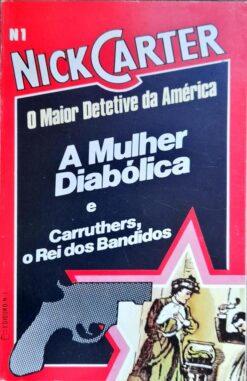 N1
NICK CARTER
O Maior Detetive da América
A Mulher
Diabólica
e
Carruthers,
o Rei dos Bandidos